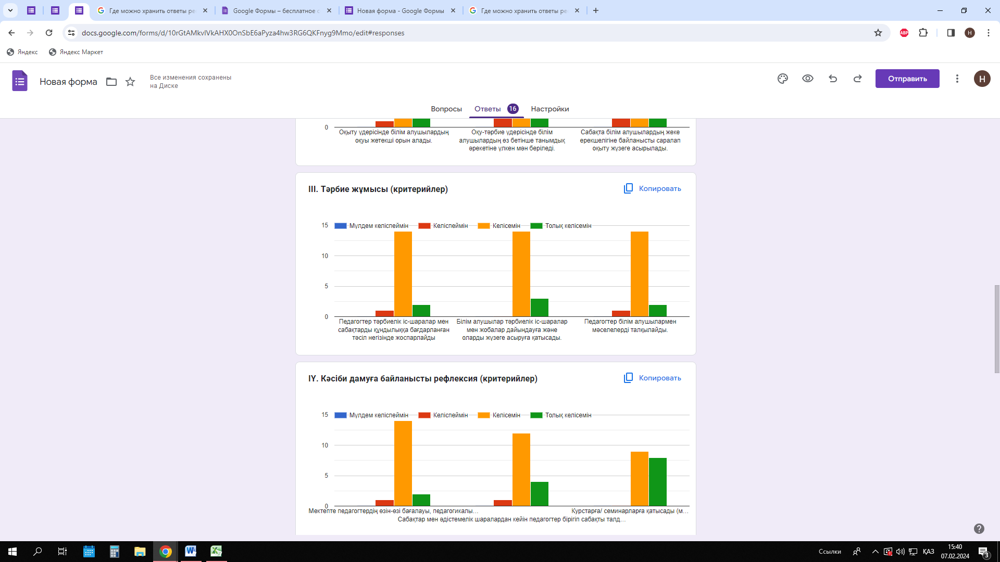 Где можно хранить ответы ре
Google Формы – бесплатное с
Новая форма - Google Формы
Где можно хранить ответы ре
docs.google.com/forms/d/10rGtAMkvlVkAHX0OnSbE6aPyza4hw3RG6QKFnyg9Mmo/edit#responses
ABP
H
Яндекс
Яндекс Маркет
Новая форма
Все изменения сохранены
на Диске
Отправить
H
Вопросы
Ответы 16
Настройки
0
Оқыту үдерісінде білім алушылардың
оқуы жетекші орын алады.
Оқу-тәрбие үдерісінде білім
алушылардың өз бетінше танымдық
әрекетіне үлкен мән беріледі.
Сабақта білім алушылардың жеке
ерекшелігіне байланысты саралап
оқыту жүзеге асырылады.
III. Тәрбие жұмысы (критерийлер)
Копировать
Мүлдем келіспеймін
Келіспеймін
Келісемін
Толық келісемін
15
10
5
0
Педагогтер тәрбиелік іс-шаралар мен
сабақтарды құндылыққа бағдарланған
тәсіл негізінде жоспарлайды
Білім алушылар тәрбиелік іс-шаралар
мен жобалар дайындауға және
оларды жүзеге асыруға қатысады.
Педагогтер білім алушылармен
мәселелерді талқылайды.
IY. Кәсіби дамуға байланысты рефлексия (критерийлер)
Копировать
Мүлдем келіспеймін
Келіспеймін
Келісемін
Толық келісемін
15
10
5
0
Мектепте педагогтердің өзін-өзі бағалауы, педагогикалы…
Сабақтар мен әдістемелік шаралардан кейін педагогтер бірігіп сабақты талд…
Курстарға/ семинарларға қатысады (м…
Ссылки
ҚАЗ
15:40
07.02.2024
3